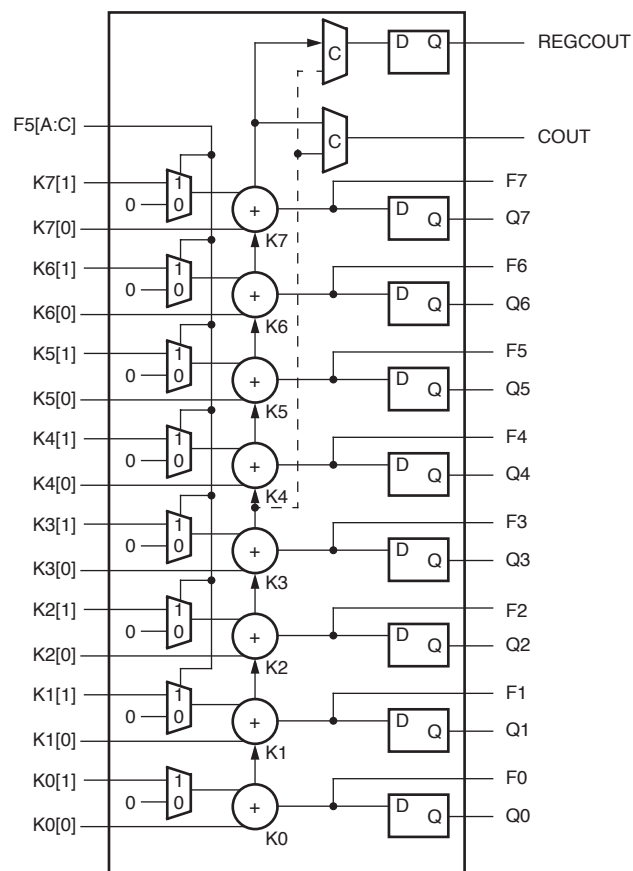 D Q REGCOUT
C
F5[A:C] COUT
C
K7[1] 1 F7
0 0 D Q Q7
K7[0] + K7
K6[1] 1 F6
0 0 D Q Q6
K6[0] + K6
K5[1] 1 F5
0 0 D Q Q5
K5[0] + K5
K4[1] 1 F4
0 0 D Q Q4
K4[0] + K4
K3[1] 1 F3
0 0 D Q Q3
K3[0] + K3
K2[1] 1 F2
0 0 D Q Q2
K2[0] + K2
K1[1] 1 F1
0 0 D Q Q1
K1[0] + K1
K0[1] 1 F0
0 0 D Q Q0
K0[0] + K0